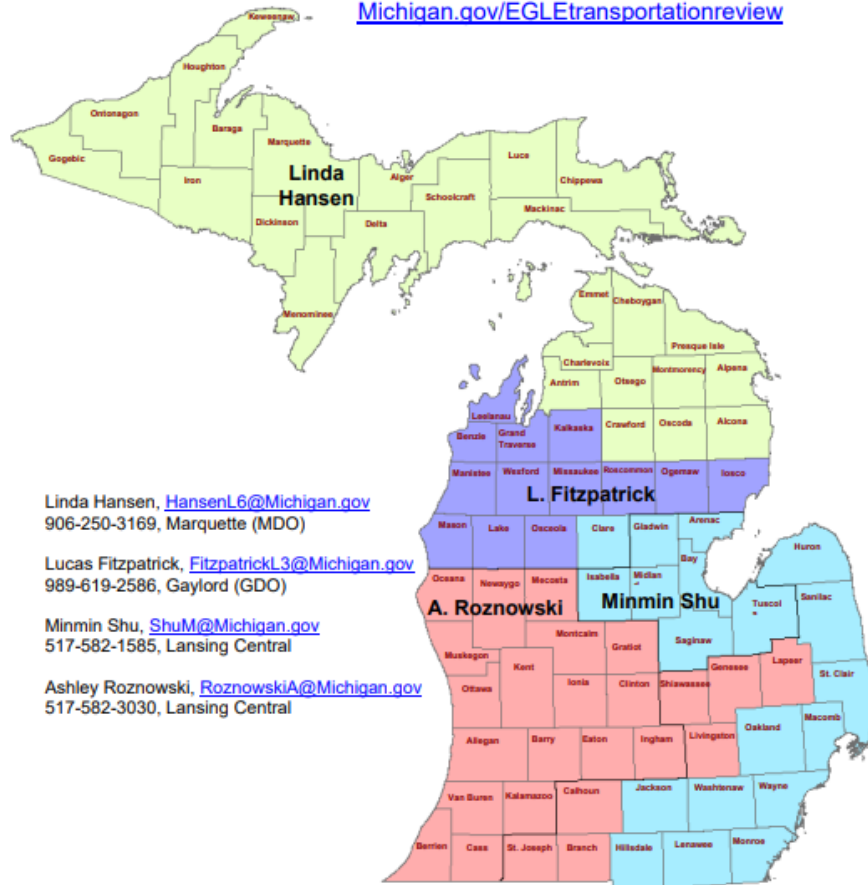 Michigan.gov/EGLEtransportationreview
Keweenaw
Houghton
Ontonagon
Baraga
Marquette
Gogebic
Iron
Linda
Hansen
Alger
Luce
Chippewa
Schoolcraft
Mackinac
Dickinson
Delta
Menominee
Emmet
Cheboygan
Presque Isle
Charlevoix
Antrim
Otsego
Montmorency
Alpena
Leelanau
Benzie
Grand
Traverse
Kalkaska
Crawford
Oscoda
Alcona
Manistee
Wexford
Missaukee
Roscommon
Ogemaw
Iosco
L. Fitzpatrick
Linda Hansen, HansenL6@Michigan.gov
906-250-3169, Marquette (MDO)
Lucas Fitzpatrick, FitzpatrickL3@Michigan.gov
989-619-2586, Gaylord (GDO)
Minmin Shu, ShuM@Michigan.gov
517-582-1585, Lansing Central
Ashley Roznowski, RoznowskiA@Michigan.gov
517-582-3030, Lansing Central
Mason
Lake
Osceola
Clare
Gladwin
Arenac
Huron
Bay
Oceana
Newaygo
Mecosta
Isabella
Midlan
d
A. Roznowski
Minmin Shu
Tuscol
a
Sanilac
Montcalm
Gratiot
Saginaw
Muskegon
Kent
Genesee
Lapeer
St. Clair
Ottawa
Ionia
Clinton
Shiawassee
Macomb
Oakland
Allegan
Barry
Eaton
Ingham
Livingston
Van Buren
Kalamazoo
Calhoun
Jackson
Washtenaw
Wayne
Berrien
Cass
St. Joseph
Branch
Hillsdale
Lenawee
Monroe